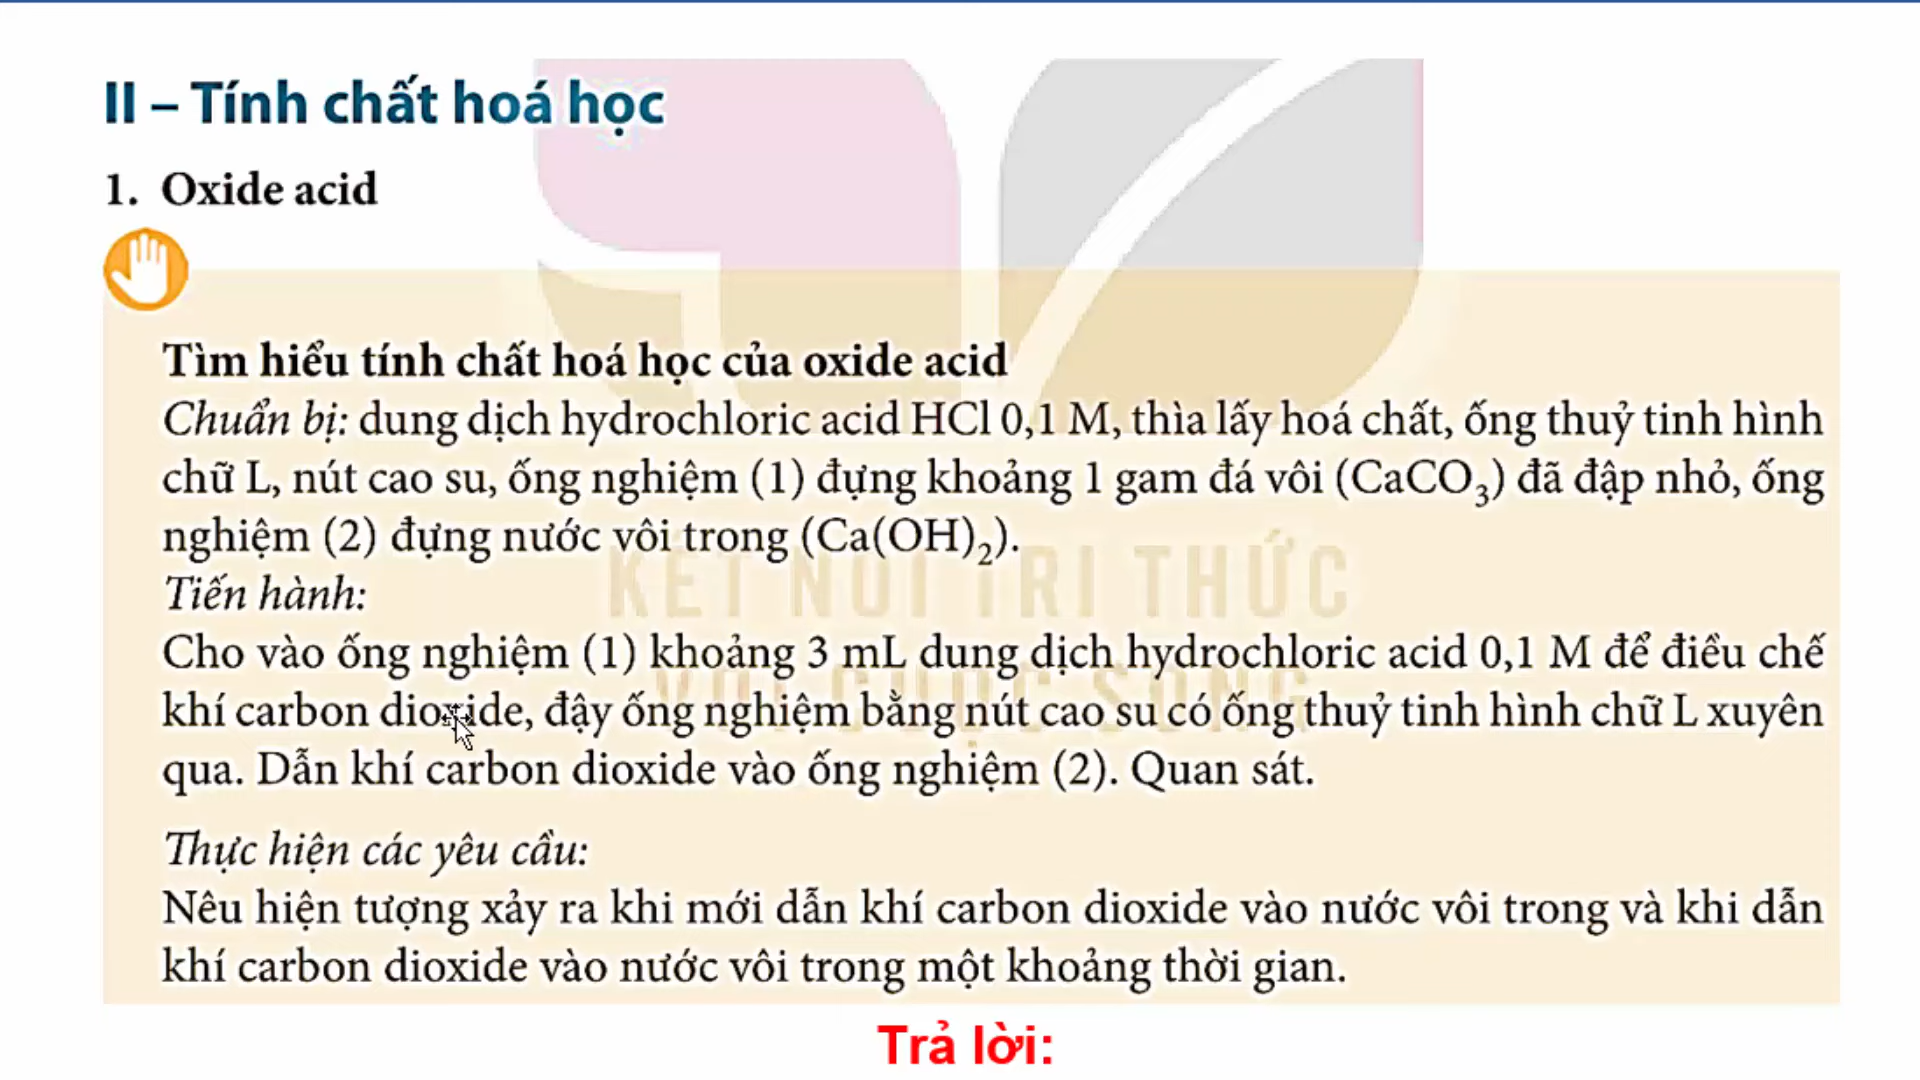 II – Tính chất hoá học
1. Oxide acid
Tìm hiểu tính chất hoá học của oxide acid
Chuẩn bị: dung dịch hydrochloric acid HCl 0,1 M, thìa lấy hoá chất, ống thuỷ tinh hình
chữ L, nút cao su, ống nghiệm (1) đựng khoảng 1 gam đá vôi (CaCO₃) đã đập nhỏ, ống
nghiệm (2) đựng nước vôi trong (Ca(OH)₂).
KẾT NỐI TRI THỨC
Tiến hành:
Cho vào ống nghiệm (1) khoảng 3 mL dung dịch hydrochloric acid 0,1 M để điều chế
VỚI CUỘC SỐNG
khí carbon dioxide, đậy ống nghiệm bằng nút cao su có ống thuỷ tinh hình chữ L xuyên
qua. Dẫn khí carbon dioxide vào ống nghiệm (2). Quan sát.
Thực hiện các yêu cầu:
Nêu hiện tượng xảy ra khi mới dẫn khí carbon dioxide vào nước vôi trong và khi dẫn
khí carbon dioxide vào nước vôi trong một khoảng thời gian.
Trả lời: